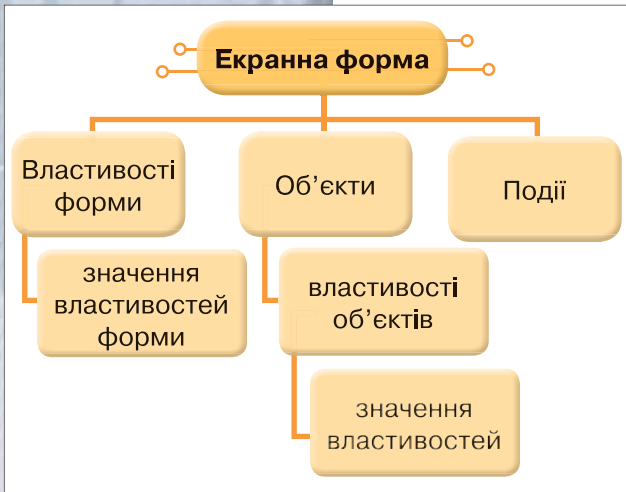 Екранна форма
Властивості
форми
Об’єкти
Події
значення
властивостей
форми
властивості
об’єктів
значення
властивостей